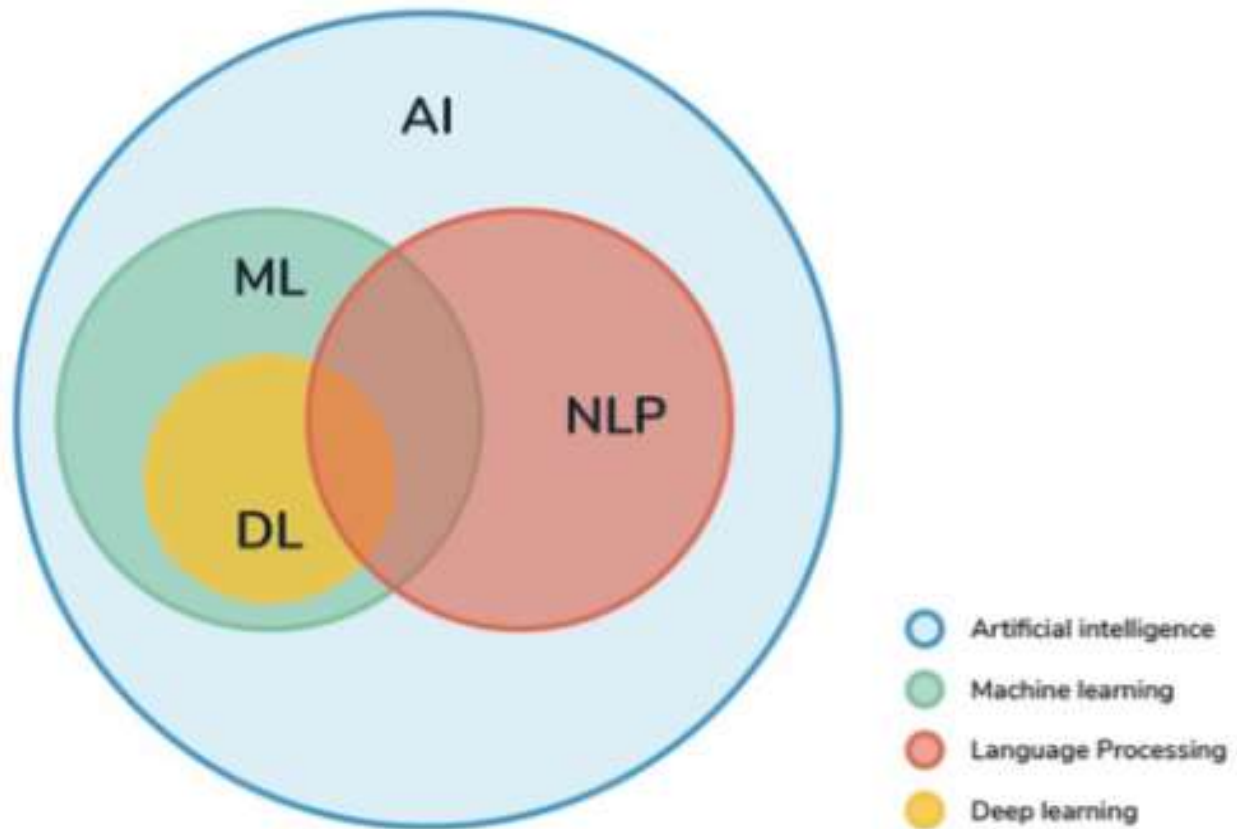 AI
ML
NLP
DL
Artificial intelligence
Machine learning
Language Processing
Deep learning